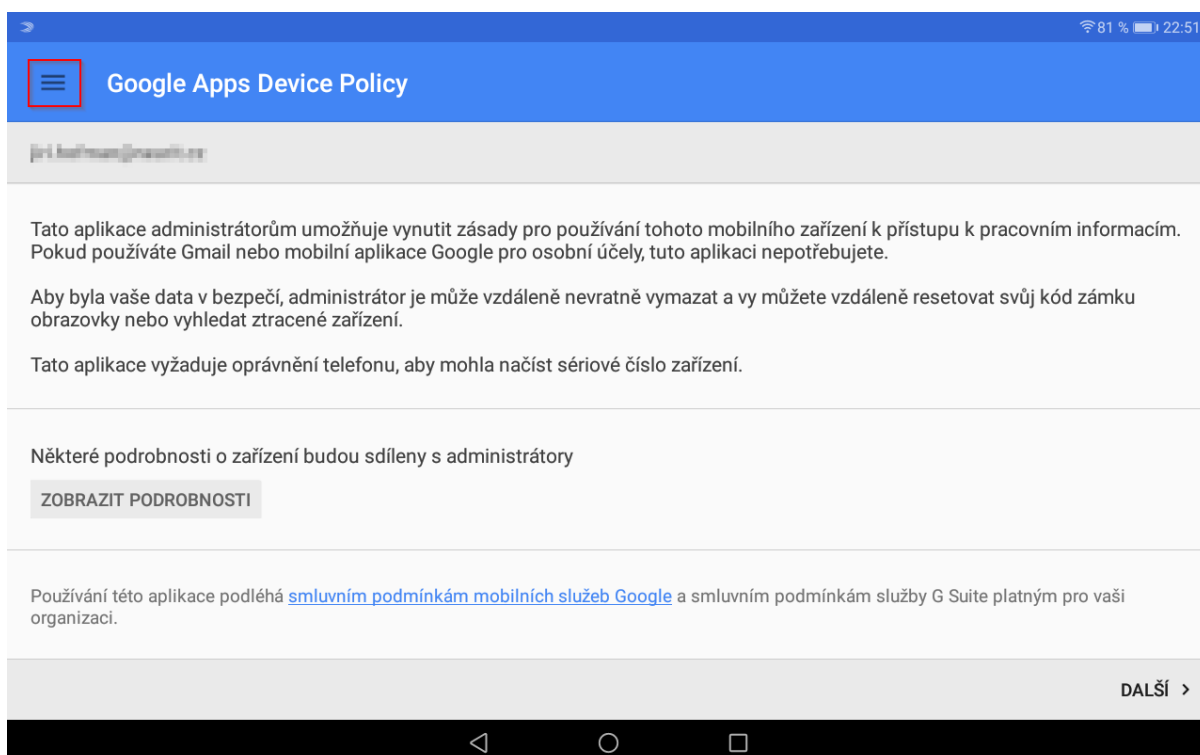 81 % 22:51
Google Apps Device Policy
Tato aplikace administrátorům umožňuje vynutit zásady pro používání tohoto mobilního zařízení k přístupu k pracovním informacím.
Pokud používáte Gmail nebo mobilní aplikace Google pro osobní účely, tuto aplikaci nepotřebujete.
Aby byla vaše data v bezpečí, administrátor je může vzdáleně nevratně vymazat a vy můžete vzdáleně resetovat svůj kód zámku
obrazovky nebo vyhledat ztracené zařízení.
Tato aplikace vyžaduje oprávnění telefonu, aby mohla načíst sériové číslo zařízení.
Některé podrobnosti o zařízení budou sdíleny s administrátory
ZOBRAZIT PODROBNOSTI
Používání této aplikace podléhá smluvním podmínkám mobilních služeb Google a smluvním podmínkám služby G Suite platným pro vaši
organizaci.
DALŠÍ